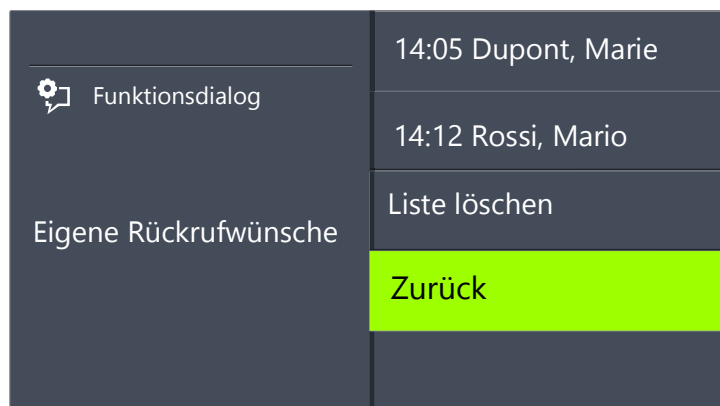 Funktionsdialog
Eigene Rückrufwünsche
14:05 Dupont, Marie
14:12 Rossi, Mario
Liste löschen
Zurück